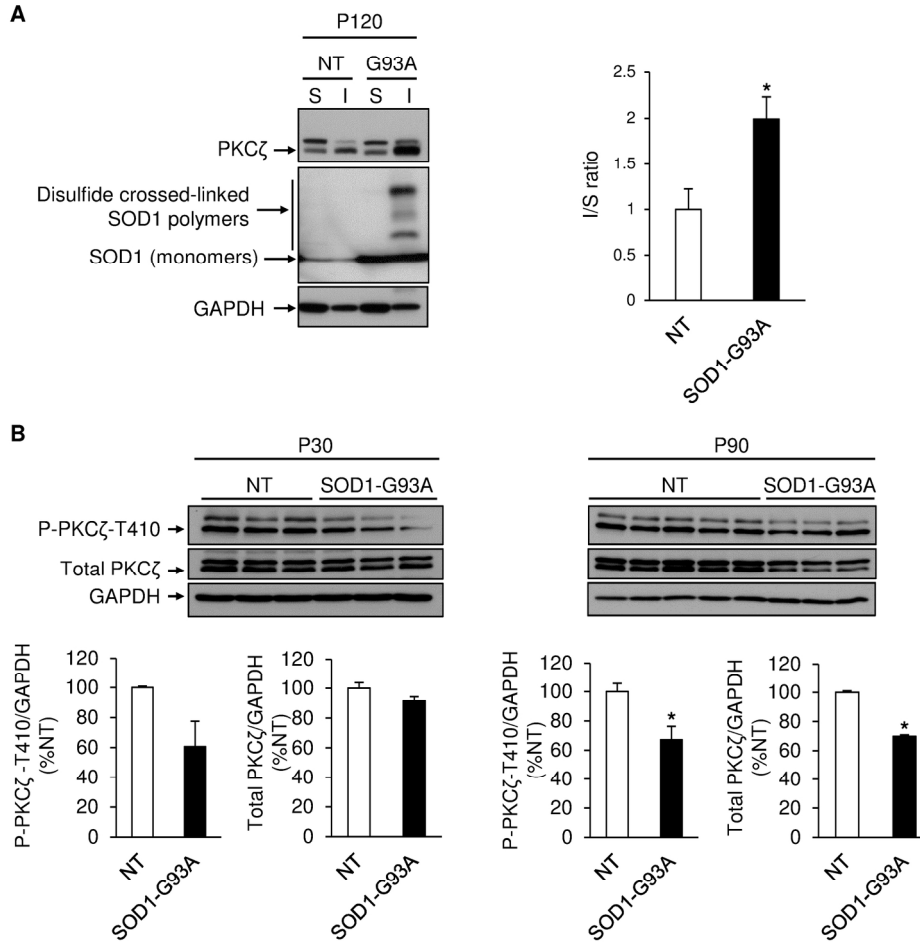 A
P120
NT G93A
S I S I
PKCζ
Disulfide crossed-linked
SOD1 polymers
SOD1 (monomers)
GAPDH
2.5
2
1.5
1
0.5
0
I/S ratio
*
NT
SOD1-G93A
B
P30
NT SOD1-G93A
P-PKCζ-T410
Total PKCζ
GAPDH
P90
NT SOD1-G93A
P-PKCζ-T410/GAPDH
(%NT)
120
100
80
60
40
20
0
NT
SOD1-G93A
Total PKCζ/GAPDH
(%NT)
120
100
80
60
40
20
0
NT
SOD1-G93A
P-PKCζ-T410/GAPDH
(%NT)
120
100
80
60
40
20
0
*
NT
SOD1-G93A
Total PKCζ/GAPDH
(%NT)
120
100
80
60
40
20
0
*
NT
SOD1-G93A